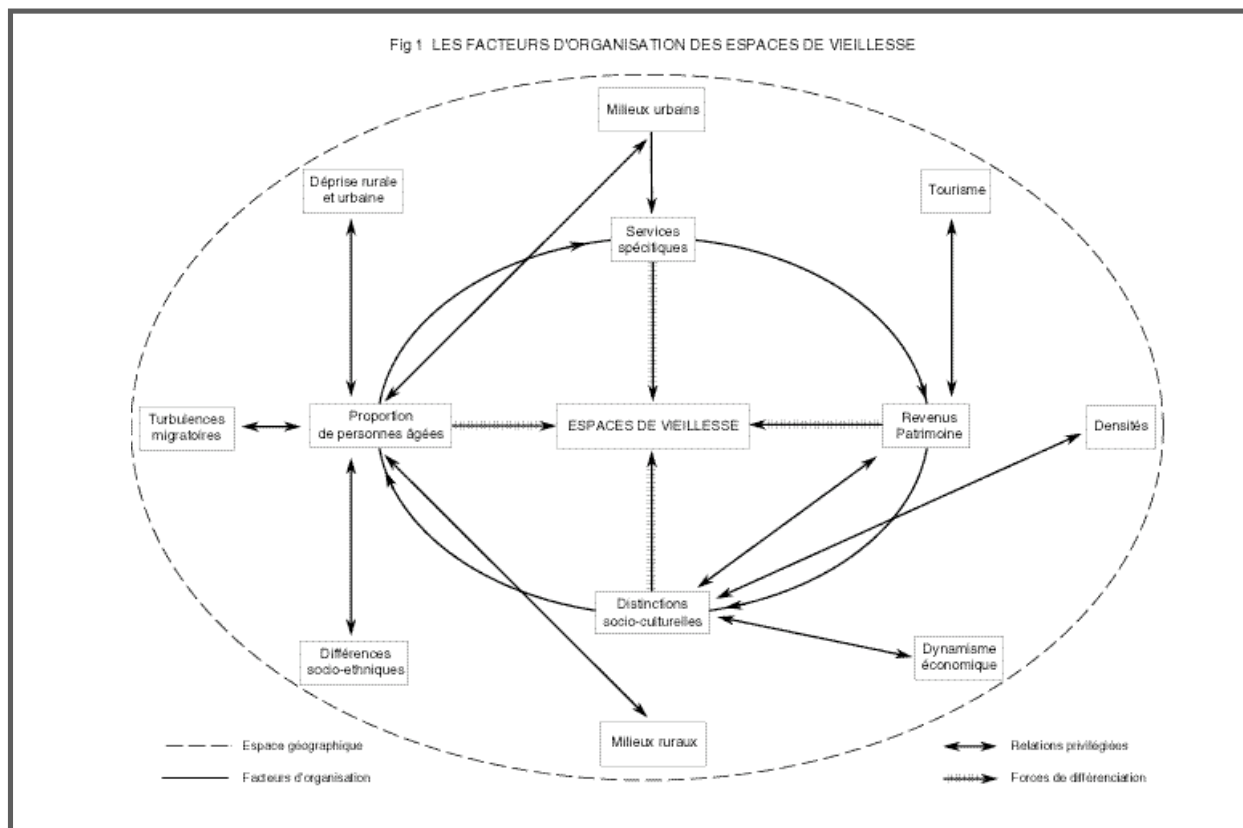 Fig 1 LES FACTEURS D'ORGANISATION DES ESPACES DE VIEILLESSE
Milieux urbains
Déprise rurale
et urbaine
Tourisme
Services
spécifiques
Turbulences
migratoires
Proportion
de personnes âgées
ESPACES DE VIEILLESSE
Revenus
Patrimoine
Densités
Distinctions
socio-culturelles
Différences
socio-ethniques
Dynamisme
économique
Milieux ruraux
Espace géographique
Facteurs d'organisation
Relations privilégiées
Forces de différenciation